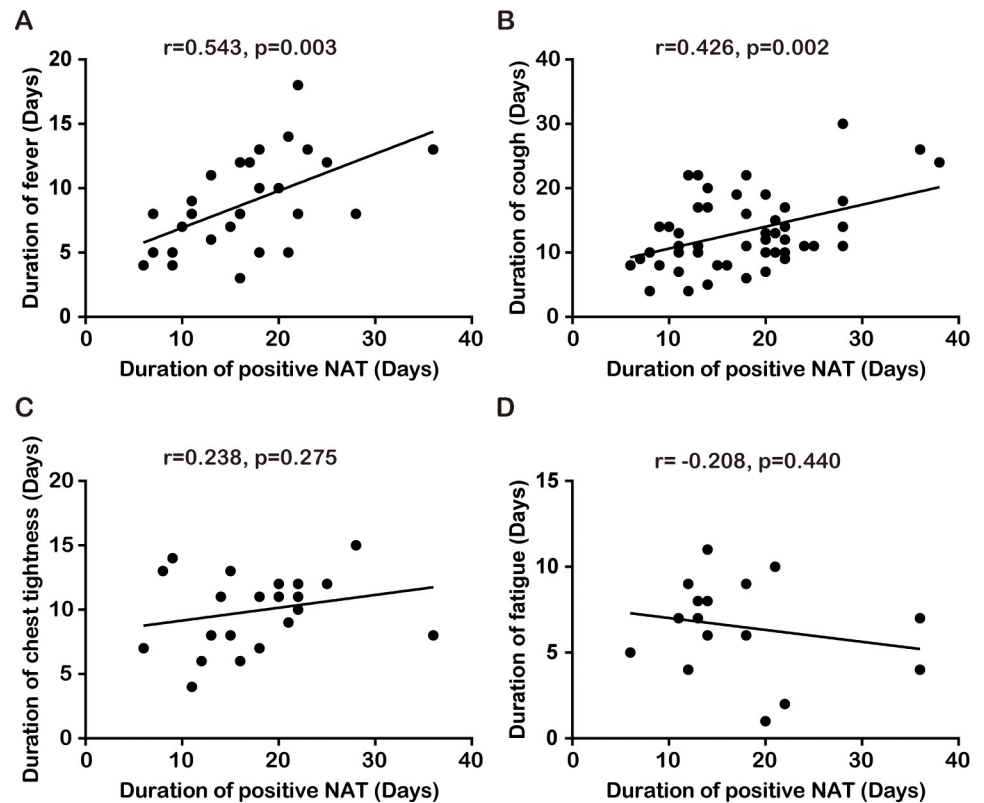 A
r=0.543, p=0.003
Duration of fever (Days)
20
15
10
5
0
0 10 20 30 40
Duration of positive NAT (Days)
B
r=0.426, p=0.002
Duration of cough (Days)
40
30
20
10
0
0 10 20 30 40
Duration of positive NAT (Days)
C
r=0.238, p=0.275
Duration of chest tightness (Days)
20
15
10
5
0
0 10 20 30 40
Duration of positive NAT (Days)
D
r= -0.208, p=0.440
Duration of fatigue (Days)
15
10
5
0
0 10 20 30 40
Duration of positive NAT (Days)